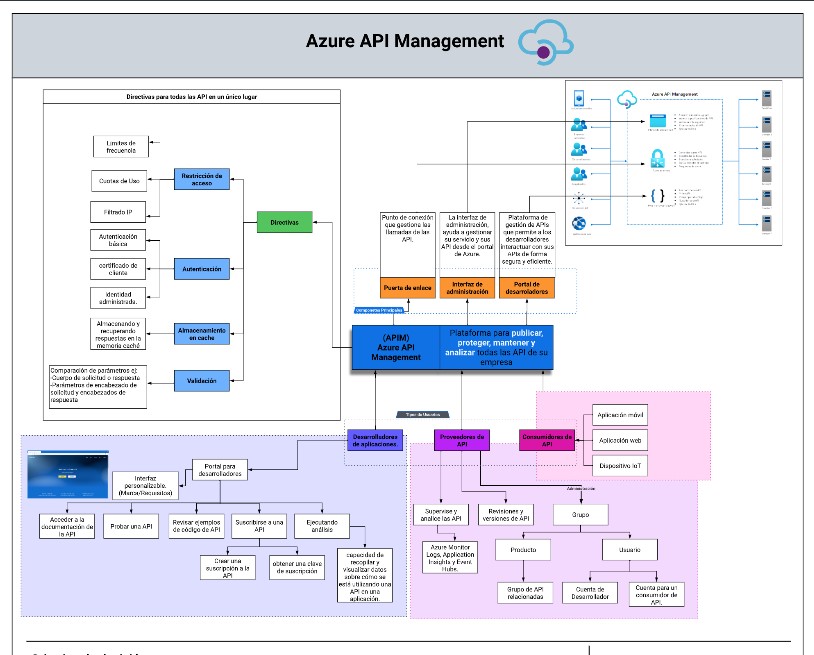 Azure API Management
Directivas para todas las API en un único lugar
Límites de
frecuencia
Cuotas de Uso
Filtrado IP
Restricción de
acceso
Autenticación
básica
certificado de
cliente
Identidad
administrada.
Autenticación
Directivas
Almacenando y
recuperando
respuestas en la
memoria caché
Almacenamiento
en cache
Comparación de parámetros ej:
-Cuerpo de solicitud o respuesta
-Parámetros de encabezado de
solicitud y encabezados de
respuesta
Validación
Azure API Management
Punto de conexión
que gestiona las
llamadas de las
API.
La interfaz de
administración,
ayuda a gestionar
su servicio y sus
API desde el portal
de Azure.
Plataforma de
gestión de APIs
que permite a los
desarrolladores
interactuar con sus
APIs de forma
segura y eficiente.
Puerta de enlace
Interfaz de
administración
Portal de
desarroladores
Componentes Principales
(APIM)
Azure API
Management
Plataforma para publicar,
proteger, mantener y
analizar todas las API de su
empresa
Tipos de Usuarios
Desarrolladores
de aplicaciones.
Proveedores de
API
Consumidores de
API
Aplicación móvil
Aplicación web
Dispositivo IoT
Portal para
desarrolladores
Interfaz
personalizable.
(Marca/Requisitos)
Acceder a la
documentación de
la API
Probar una API
Revisar ejemplos
de código de API
Suscribirse a una
API
Ejecutando
análisis
Crear una
suscripción a la
API
obtener una clave
de suscripción
capacidad de
recopilar y
visualizar datos
sobre cómo se
está utilizando una
API en una
aplicación.
Administración
Supervise y
analice las API
Revisiones y
versiones de API
Grupo
Azure Monitor
Logs, Application
Insights y Event
Hubs.
Producto
Usuario
Grupo de API
relacionadas
Cuenta de
Desarrollador
Cuenta para un
consumidor de
API.